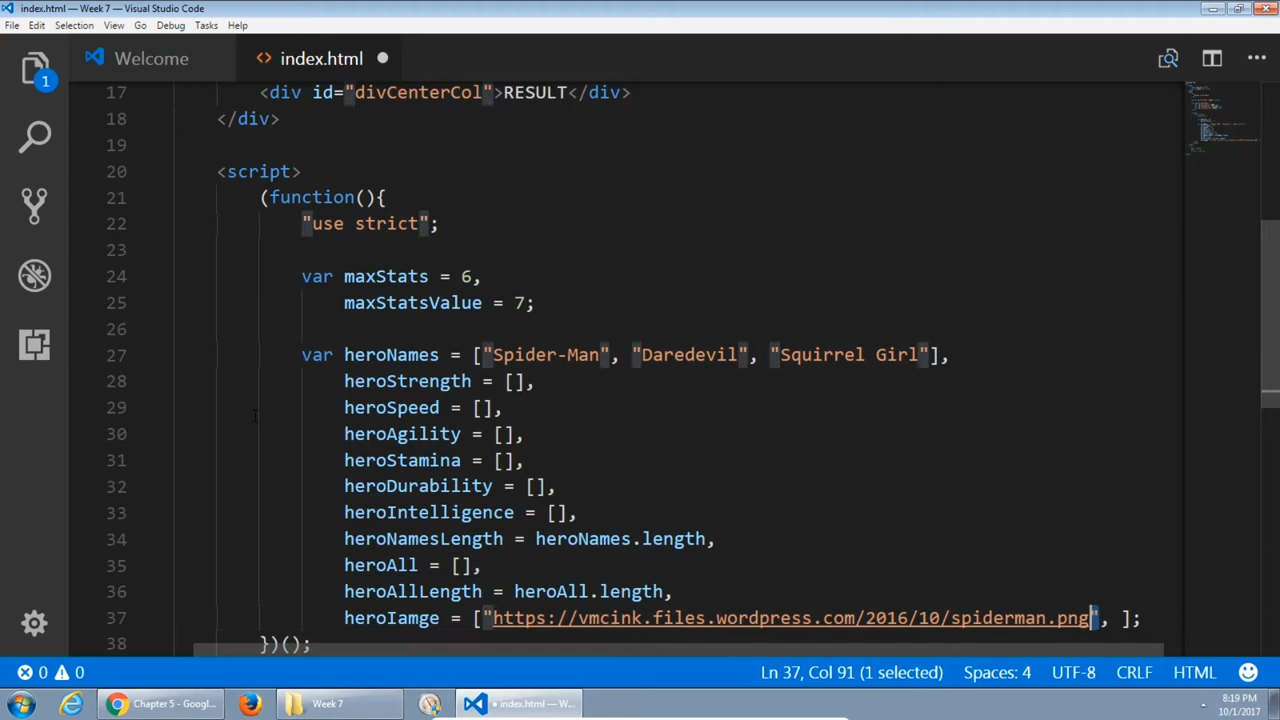 index.html — Week 7 — Visual Studio Code
File Edit Selection View Go Debug Tasks Help
Welcome index.html
1
17 <div id="divCenterCol">RESULT</div>
18 </div>
19
20 <script>
21 (function(){
22 "use strict";
23
24 var maxStats = 6,
25 maxStatsValue = 7;
26
27 var heroNames = ["Spider-Man", "Daredevil", "Squirrel Girl"],
28 heroStrength = [],
29 heroSpeed = [],
30 heroAgility = [],
31 heroStamina = [],
32 heroDurability = [],
33 heroIntelligence = [],
34 heroNamesLength = heroNames.length,
35 heroAll = [],
36 heroAllLength = heroAll.length,
37 heroIamge = ["https://vmcink.files.wordpress.com/2016/10/spiderman.png", ];
38 })();
0 0 Ln 37, Col 91 (1 selected) Spaces: 4 UTF-8 CRLF HTML
Chapter 5 - Googl... Week 7 • index.html — W... 8:19 PM
10/1/2017